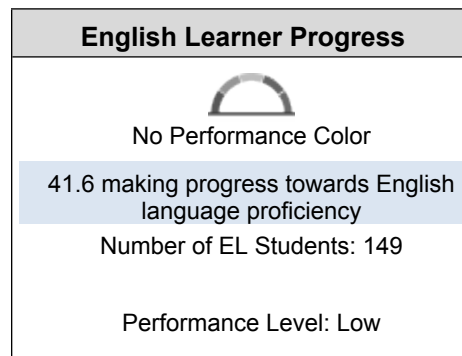 English Learner Progress
No Performance Color
41.6 making progress towards English
language proficiency
Number of EL Students: 149
Performance Level: Low